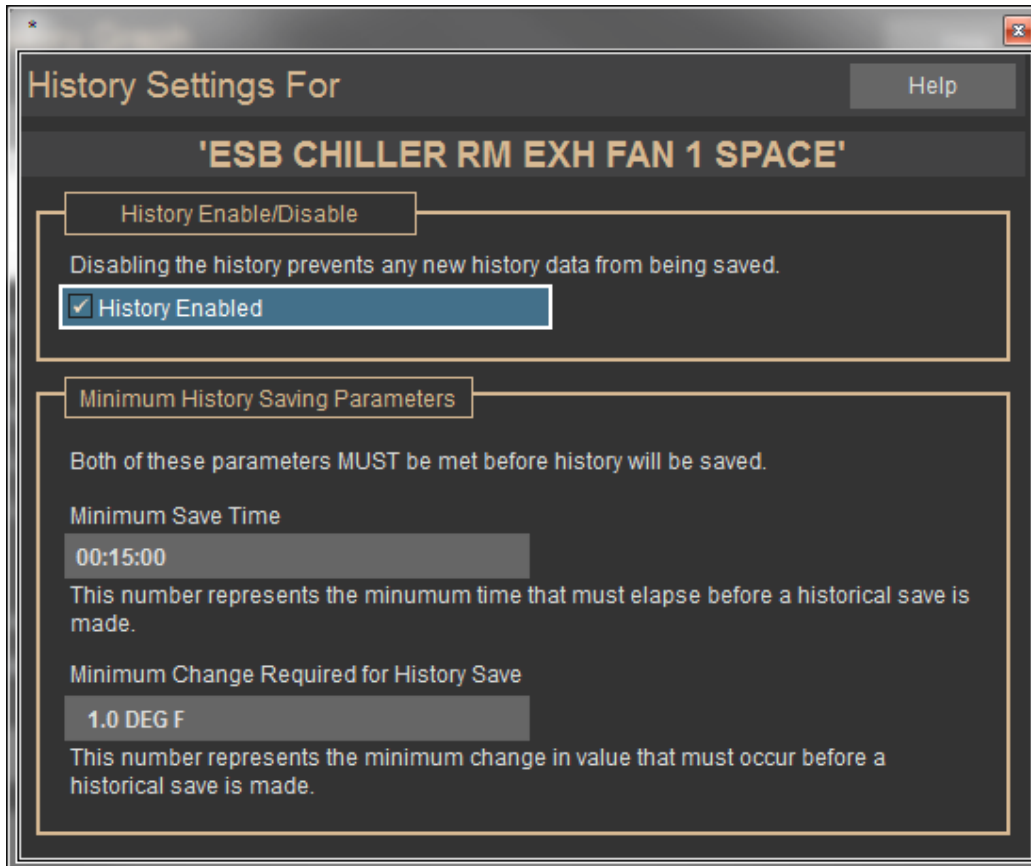 *
History Settings For
Help
'ESB CHILLER RM EXH FAN 1 SPACE'
History Enable/Disable
Disabling the history prevents any new history data from being saved.
History Enabled
Minimum History Saving Parameters
Both of these parameters MUST be met before history will be saved.
Minimum Save Time
00:15:00
This number represents the minumum time that must elapse before a historical save is
made.
Minimum Change Required for History Save
1.0 DEG F
This number represents the minimum change in value that must occur before a
historical save is made.